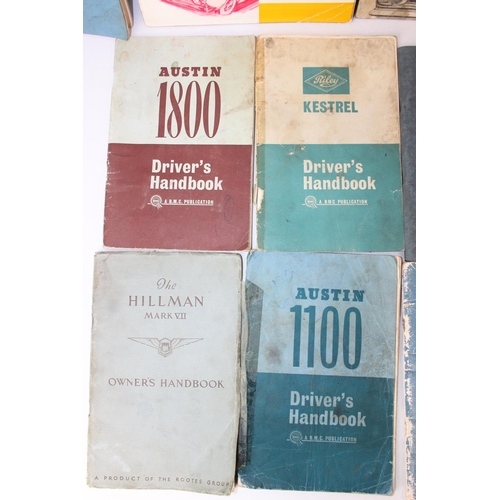 AUSTIN
1800
Driver's
Handbook
A B.M.C. PUBLICATION
Riley
KESTREL
Driver's
Handbook
A B.M.C. PUBLICATION
The
HILLMAN
MARK VII
OWNER'S HANDBOOK
A PRODUCT OF THE ROOTES GROUP
AUSTIN
1100
Driver's
Handbook
A B.M.C. PUBLICATION